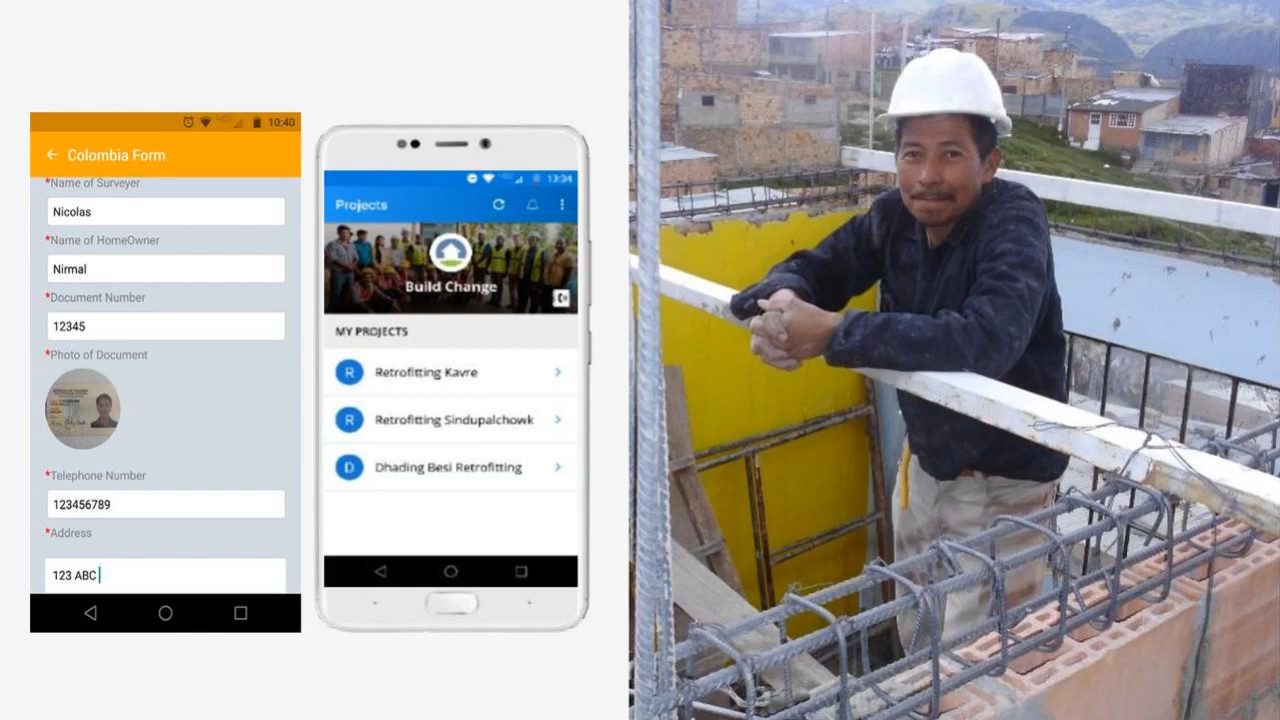 10:40
Colombia Form
*Name of Surveyor
Nicolas
*Name of HomeOwner
Nirmal
*Document Number
12345
*Photo of Document
*Telephone Number
123456789
*Address
123 ABC
13:34
Projects
Build Change
MY PROJECTS
R Retrofitting Kavre
R Retrofitting Sindupalchowk
D Dhading Besi Retrofitting